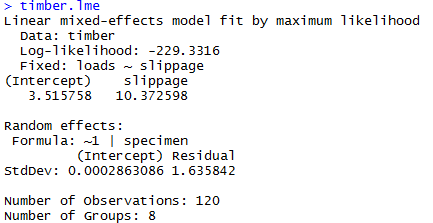 > timber.lme
Linear mixed-effects model fit by maximum likelihood
  Data: timber
  Log-likelihood: -229.3316
  Fixed: loads ~ slippage
(Intercept)    slippage
   3.515758   10.372598

Random effects:
 Formula: ~1 | specimen
         (Intercept) Residual
StdDev: 0.0002863086 1.635842

Number of Observations: 120
Number of Groups: 8